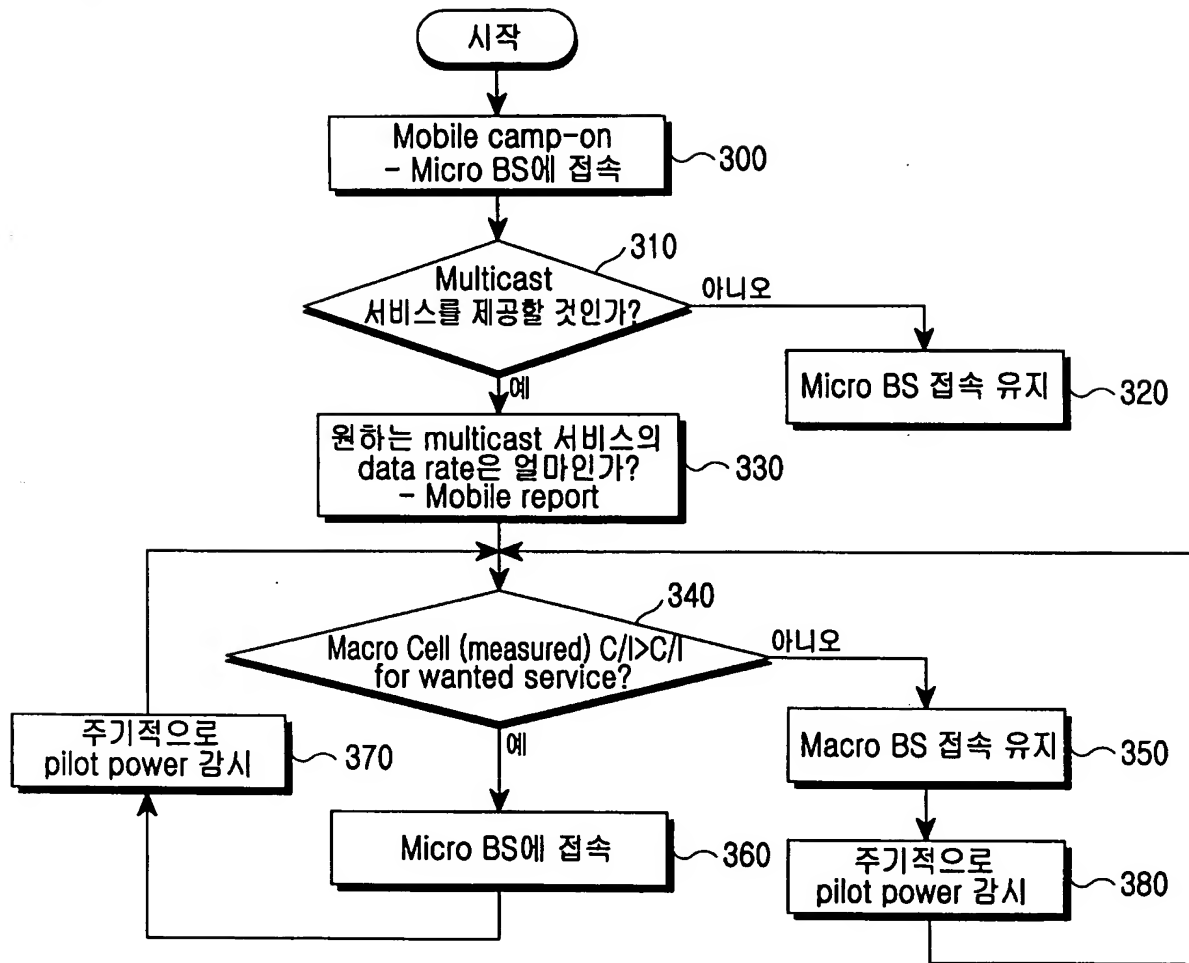 시작
Mobile camp-on
- Micro BS에 접속
300
310
Multicast
서비스를 제공할 것인가?
아니오
예
Micro BS 접속 유지
320
원하는 multicast 서비스의
data rate은 얼마인가?
- Mobile report
330
340
Macro Cell (measured) C/I>C/I
for wanted service?
아니오
예
주기적으로
pilot power 감시
370
Macro BS 접속 유지
350
Micro BS에 접속
360
주기적으로
pilot power 감시
380